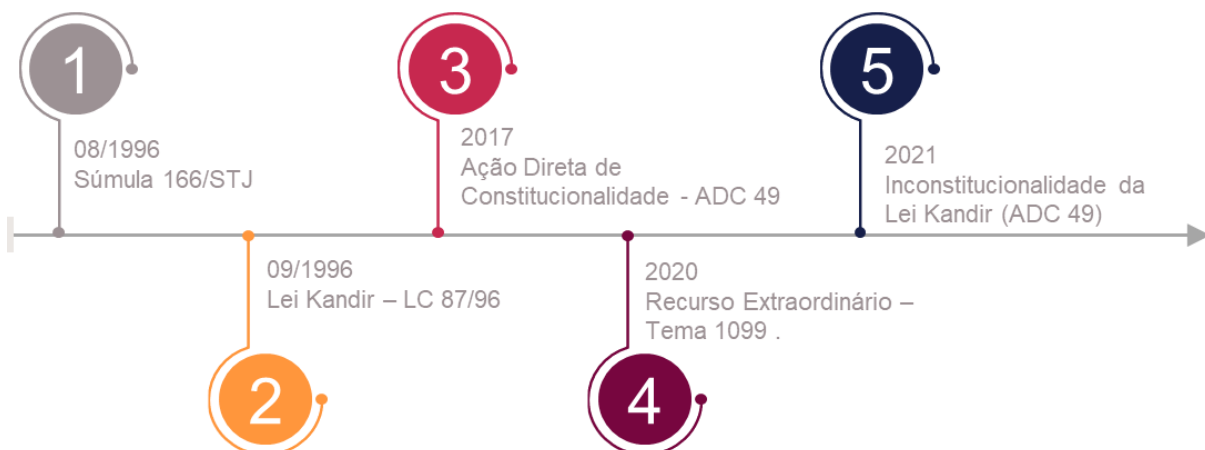 1
08/1996
Súmula 166/STJ
2
09/1996
Lei Kandir – LC 87/96
3
2017
Ação Direta de
Constitucionalidade - ADC 49
4
2020
Recurso Extraordinário –
Tema 1099 .
5
2021
Inconstitucionalidade da
Lei Kandir (ADC 49)